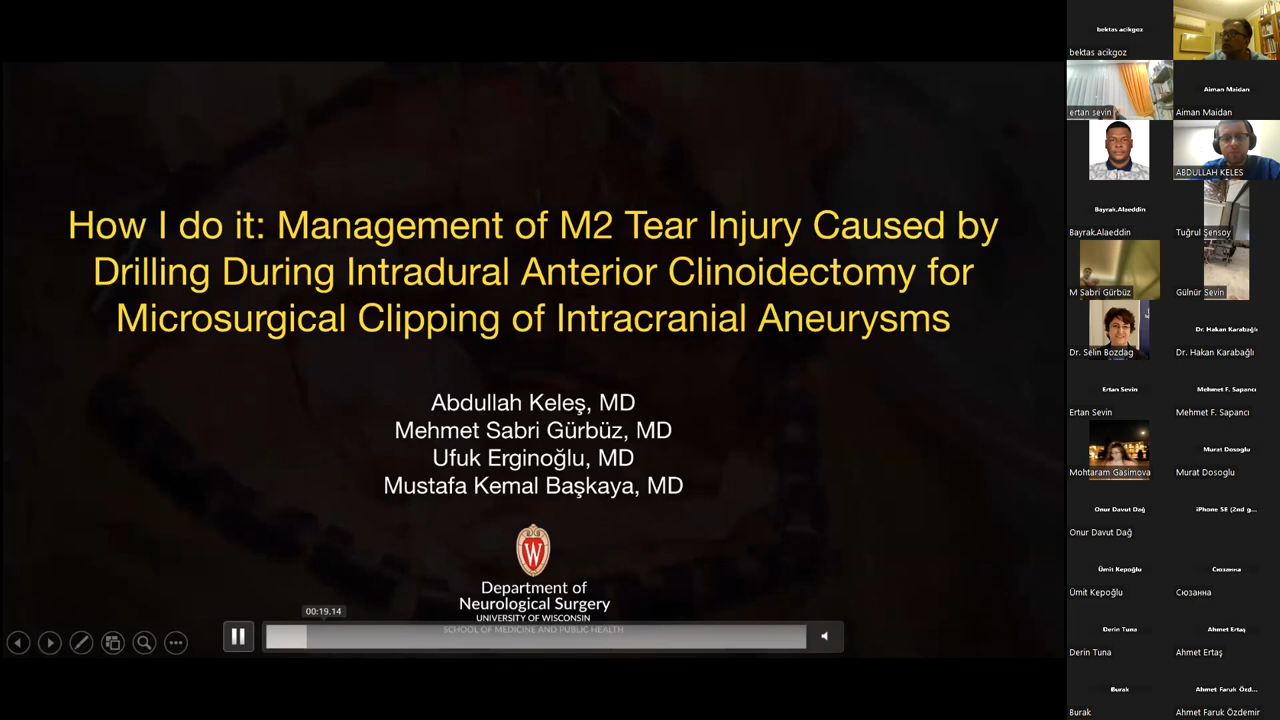 How I do it: Management of M2 Tear Injury Caused by
Drilling During Intradural Anterior Clinoidectomy for
Microsurgical Clipping of Intracranial Aneurysms
Abdullah Keleş, MD
Mehmet Sabri Gürbüz, MD
Ufuk Erginoğlu, MD
Mustafa Kemal Başkaya, MD
W
Department of
Neurological Surgery
UNIVERSITY OF WISCONSIN
SCHOOL OF MEDICINE AND PUBLIC HEALTH
00:19.14
bektas acikgoz
bektas acikgoz
ertan sevin
Aiman Maidan
Aiman Maidan
ABDULLAH KELES
Bayrak.Alaeddin
Bayrak.Alaeddin
Tuğrul Şensoy
M Sabri Gürbüz
Gülnür Sevin
Dr. Selin Bozdag
Dr. Hakan Karabağlı
Dr. Hakan Karabağlı
Ertan Sevin
Ertan Sevin
Mehmet F. Sapancı
Mehmet F. Sapancı
Mohtaram Gasimova
Murat Dosoglu
Murat Dosoglu
Onur Davut Dağ
Onur Davut Dağ
iPhone SE (2nd g...
Ümit Kepoğlu
Ümit Kepoğlu
Сюзанна
Сюзанна
Derin Tuna
Derin Tuna
Ahmet Ertaş
Ahmet Ertaş
Burak
Burak
Ahmet Faruk Özd...
Ahmet Faruk Özdemir